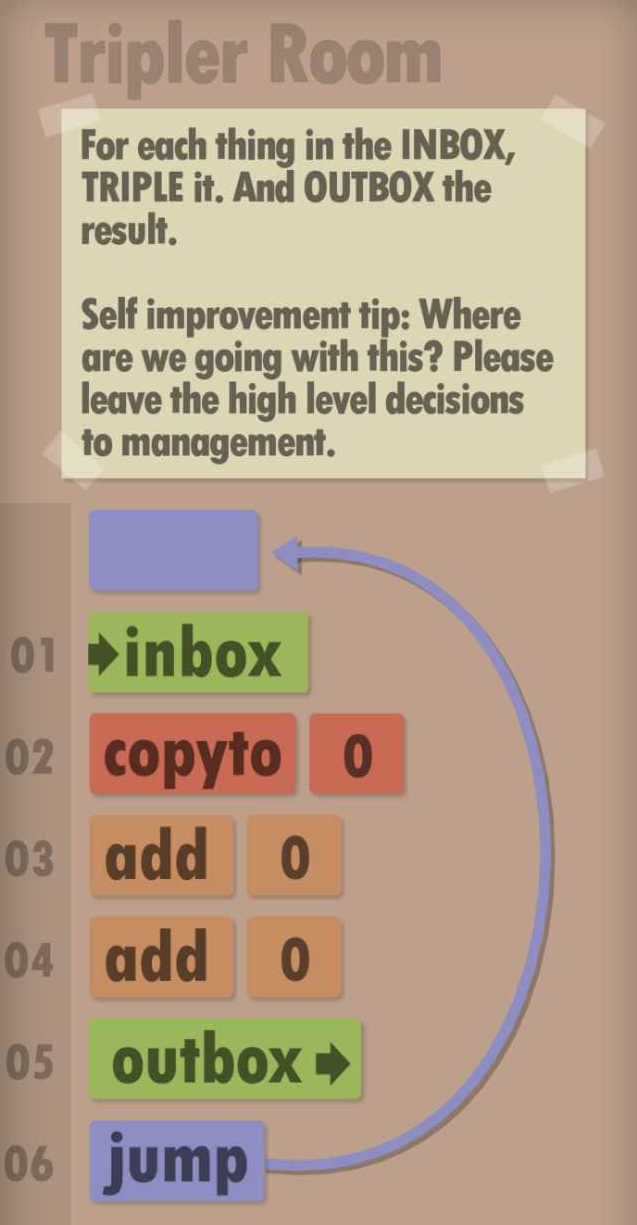 Tripler Room
For each thing in the INBOX,
TRIPLE it. And OUTBOX the
result.
Self improvement tip: Where
are we going with this? Please
leave the high level decisions
to management.
01 inbox
02 copyto 0
03 add 0
04 add 0
05 outbox
06 jump